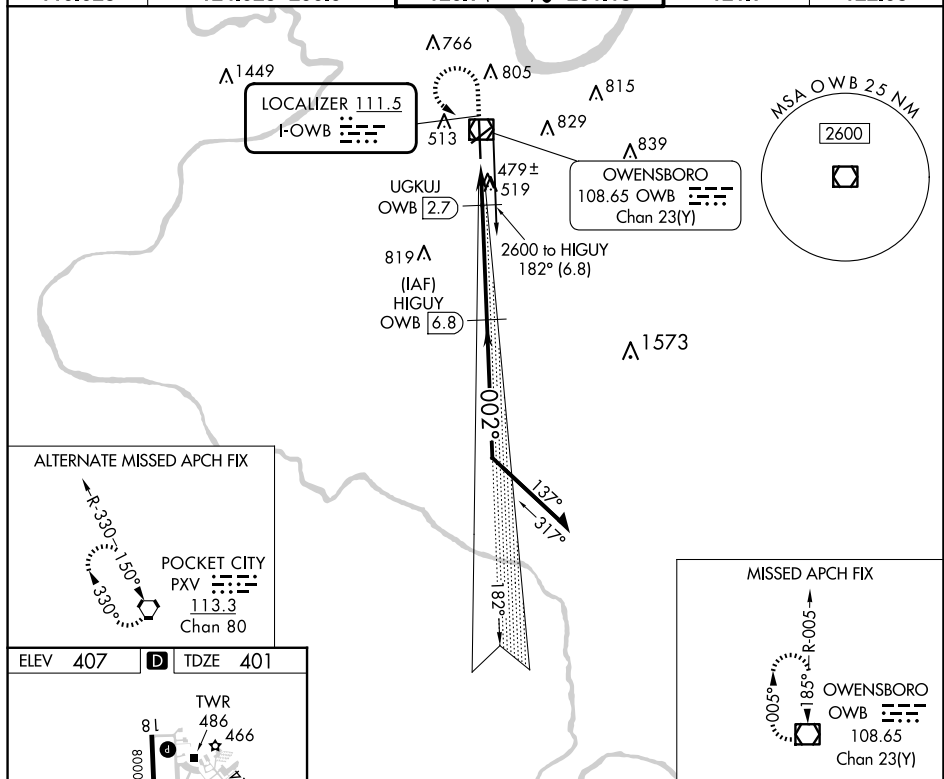 766
1449
805
815
MSA OWB 25 NM
2600
LOCALIZER 111.5
I-OWB
513
829
839
479±
519
OWENSBORO
108.65 OWB
Chan 23(Y)
UGKUJ
OWB 2.7
2600 to HIGUY
182° (6.8)
819
(IAF)
HIGUY
OWB 6.8
1573
002°
137°
317°
182°
ALTERNATE MISSED APCH FIX
R-330
150°
330°
POCKET CITY
PXV
113.3
Chan 80
MISSED APCH FIX
R-005
185°
005°
OWENSBORO
OWB
108.65
Chan 23(Y)
ELEV 407 D TDZE 401
TWR
486
466
18
P
8000